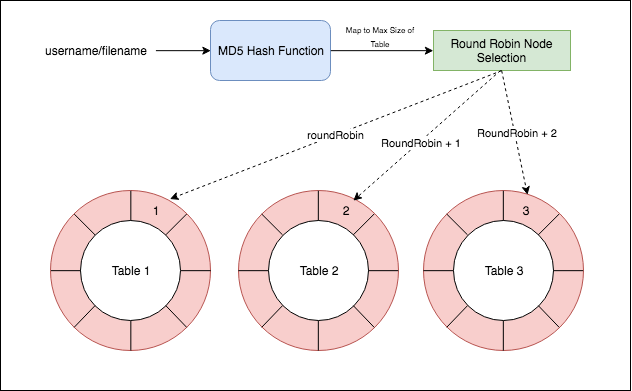 username/filename
MD5 Hash Function
Map to Max Size of
Table
Round Robin Node
Selection
roundRobin
RoundRobin + 1
RoundRobin + 2
1
2
3
Table 1
Table 2
Table 3